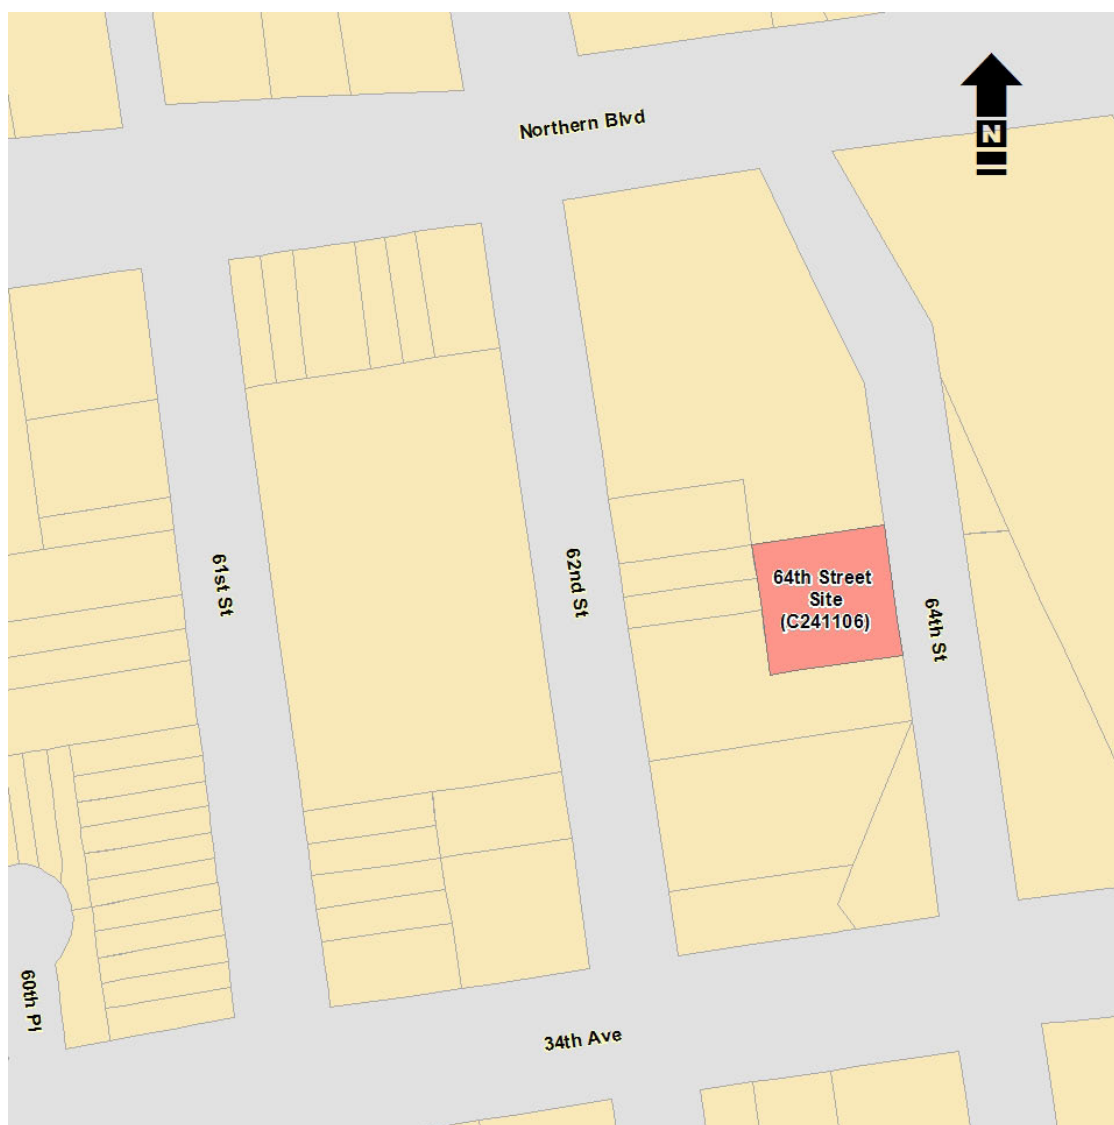 Northern Blvd
N
61st St
62nd St
64th Street
Site
(C241106)
64th St
60th Pl
34th Ave